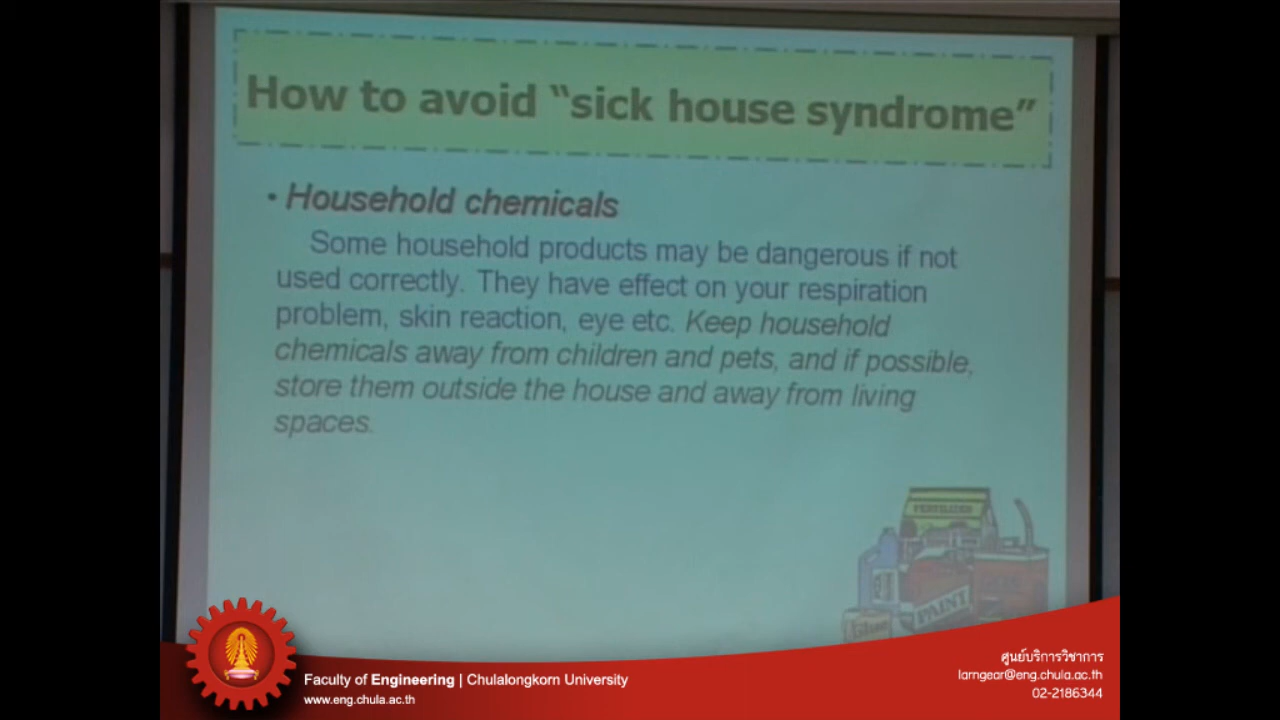 How to avoid “sick house syndrome”
• Household chemicals
Some household products may be dangerous if not
used correctly. They have effect on your respiration
problem, skin reaction, eye etc. Keep household
chemicals away from children and pets, and if possible,
store them outside the house and away from living
spaces.
FERTILIZER
PAINT
Glue
Faculty of Engineering | Chulalongkorn University
www.eng.chula.ac.th
ศูนย์บริการวิชาการ
larngear@eng.chula.ac.th
02-2186344